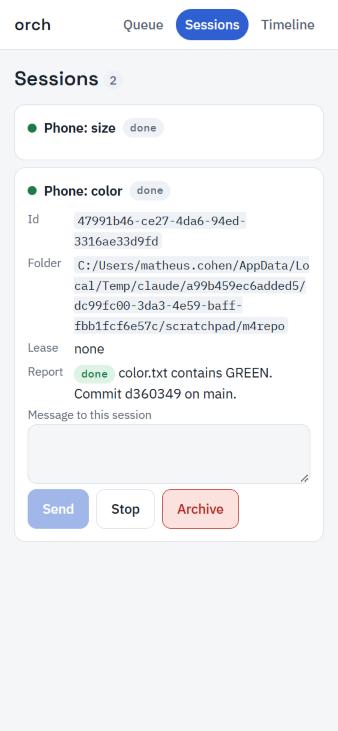 orch
Queue Sessions Timeline
Sessions 2
Phone: size done
Phone: color done
Id 47991b46-ce27-4da6-94ed-
3316ae33d9fd
Folder C:/Users/matheus.cohen/AppData/Lo
cal/Temp/claude/a99b459ec6added5/
dc99fc00-3da3-4e59-baff-
fbb1fcf6e57c/scratchpad/m4repo
Lease none
Report done color.txt contains GREEN.
Commit d360349 on main.
Message to this session
Send Stop Archive